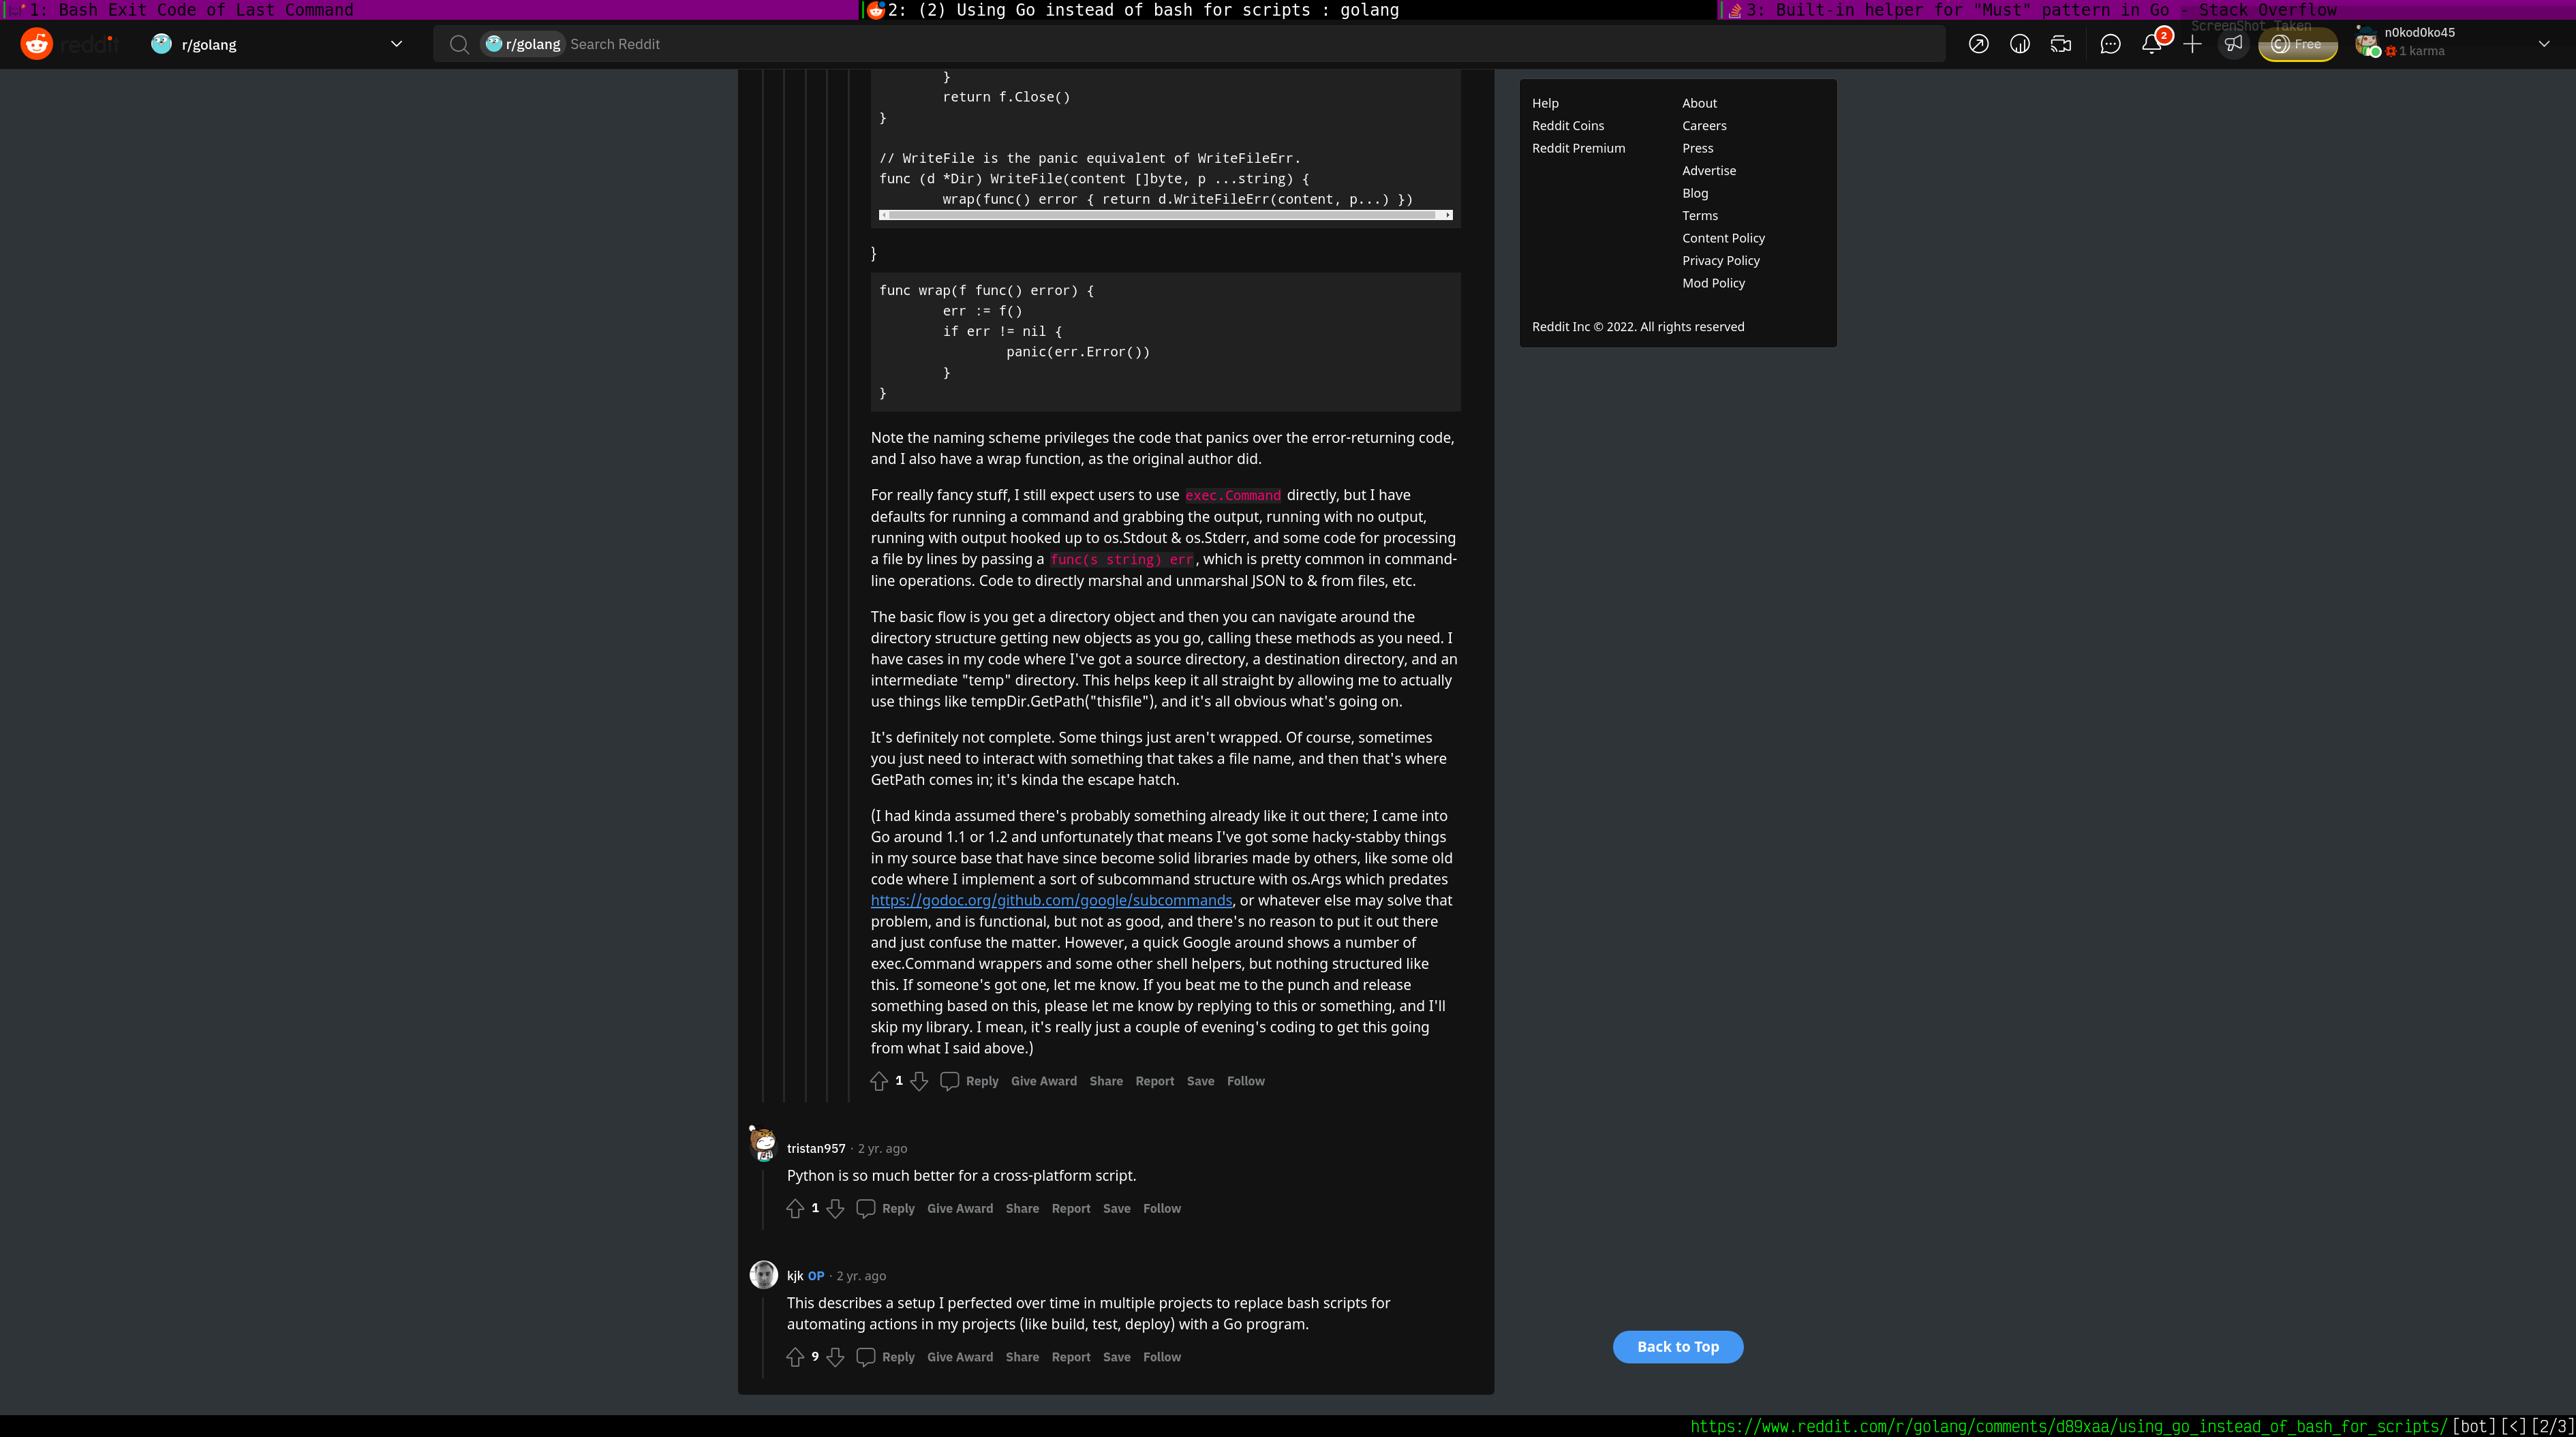 1: Bash Exit Code of Last Command
2: (2) Using Go instead of bash for scripts : golang
3: Built-in helper for "Must" pattern in Go - Stack Overflow
ScreenShot Taken
reddit
r/golang
r/golang
Search Reddit
2
Free
n0kod0ko45
1 karma
}
return f.Close()
}
// WriteFile is the panic equivalent of WriteFileErr.
func (d *Dir) WriteFile(content []byte, p ...string) {
wrap(func() error { return d.WriteFileErr(content, p...) })
}
func wrap(f func() error) {
err := f()
if err != nil {
panic(err.Error())
}
}
Note the naming scheme privileges the code that panics over the error-returning code,
and I also have a wrap function, as the original author did.
For really fancy stuff, I still expect users to use exec.Command directly, but I have
defaults for running a command and grabbing the output, running with no output,
running with output hooked up to os.Stdout & os.Stderr, and some code for processing
a file by lines by passing a func(s string) err, which is pretty common in command-
line operations. Code to directly marshal and unmarshal JSON to & from files, etc.
The basic flow is you get a directory object and then you can navigate around the
directory structure getting new objects as you go, calling these methods as you need. I
have cases in my code where I've got a source directory, a destination directory, and an
intermediate "temp" directory. This helps keep it all straight by allowing me to actually
use things like tempDir.GetPath("thisfile"), and it's all obvious what's going on.
It's definitely not complete. Some things just aren't wrapped. Of course, sometimes
you just need to interact with something that takes a file name, and then that's where
GetPath comes in; it's kinda the escape hatch.
(I had kinda assumed there's probably something already like it out there; I came into
Go around 1.1 or 1.2 and unfortunately that means I've got some hacky-stabby things
in my source base that have since become solid libraries made by others, like some old
code where I implement a sort of subcommand structure with os.Args which predates
https://godoc.org/github.com/google/subcommands, or whatever else may solve that
problem, and is functional, but not as good, and there's no reason to put it out there
and just confuse the matter. However, a quick Google around shows a number of
exec.Command wrappers and some other shell helpers, but nothing structured like
this. If someone's got one, let me know. If you beat me to the punch and release
something based on this, please let me know by replying to this or something, and I'll
skip my library. I mean, it's really just a couple of evening's coding to get this going
from what I said above.)
1 Reply Give Award Share Report Save Follow
tristan957 · 2 yr. ago
Python is so much better for a cross-platform script.
1 Reply Give Award Share Report Save Follow
kjk OP · 2 yr. ago
This describes a setup I perfected over time in multiple projects to replace bash scripts for
automating actions in my projects (like build, test, deploy) with a Go program.
9 Reply Give Award Share Report Save Follow
Help About
Reddit Coins Careers
Reddit Premium Press
Advertise
Blog
Terms
Content Policy
Privacy Policy
Mod Policy
Reddit Inc © 2022. All rights reserved
Back to Top
https://www.reddit.com/r/golang/comments/d89xaa/using_go_instead_of_bash_for_scripts/ [bot][<][2/3]